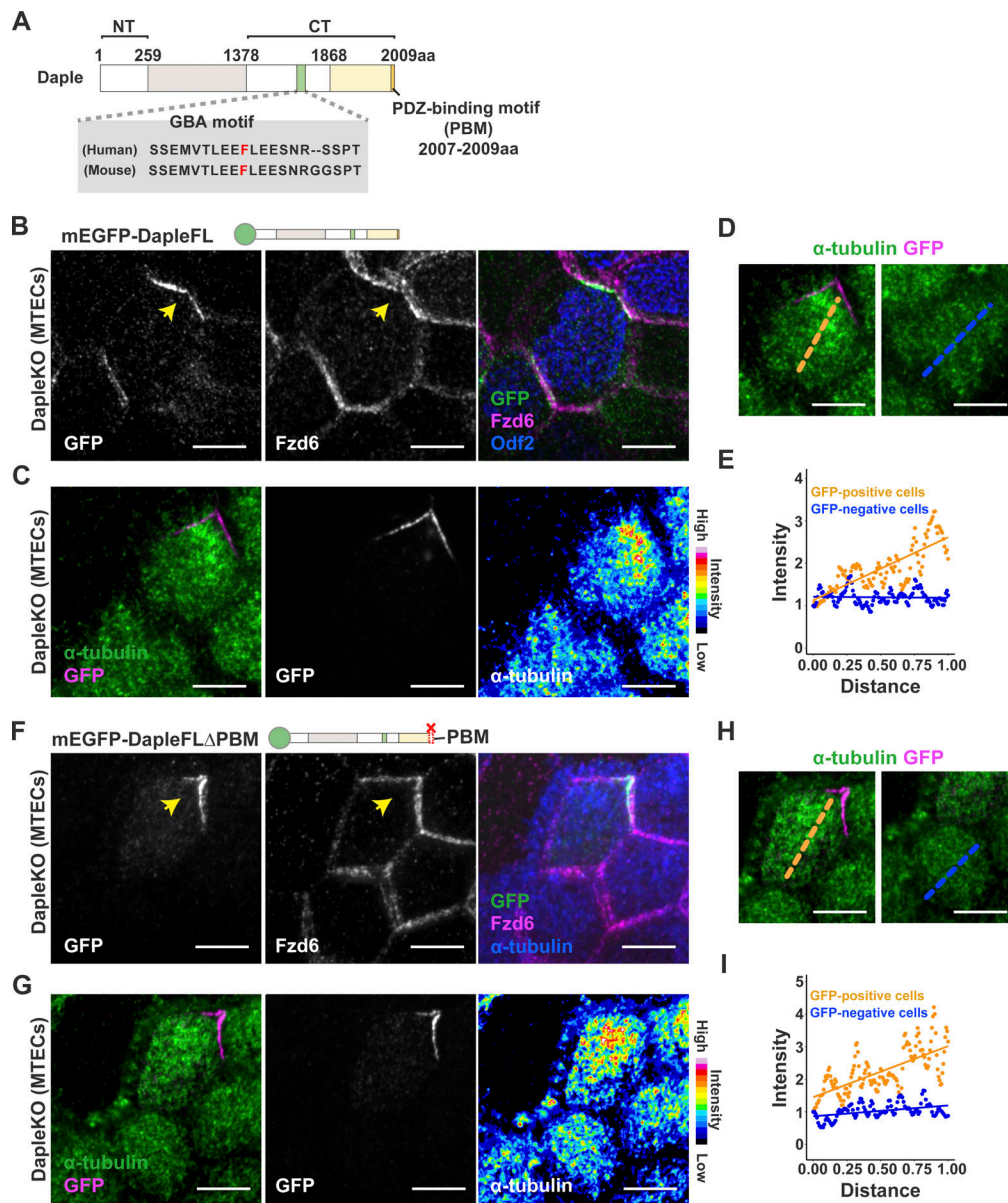 A
NT CT
1 259 1378 1868 2009aa
Daple
PDZ-binding motif
(PBM)
2007-2009aa
GBA motif
(Human) SSEMVTLEEFLEESNR--SSPT
(Mouse) SSEMVTLEEFLEESNRGGSPT
B
mEGFP-DapleFL
DapleKO (MTECs)
GFP
Fzd6
GFP
Fzd6
Odf2
C
DapleKO (MTECs)
α-tubulin
GFP
GFP
α-tubulin
High
Intensity
Low
D
α-tubulin GFP
E
GFP-positive cells
GFP-negative cells
Intensity
4
3
2
1
0
0.00 0.25 0.50 0.75 1.00
Distance
F
mEGFP-DapleFLΔPBM
PBM
DapleKO (MTECs)
GFP
Fzd6
GFP
Fzd6
α-tubulin
G
DapleKO (MTECs)
α-tubulin
GFP
GFP
α-tubulin
High
Intensity
Low
H
α-tubulin GFP
I
GFP-positive cells
GFP-negative cells
Intensity
5
4
3
2
1
0
0.00 0.25 0.50 0.75 1.00
Distance